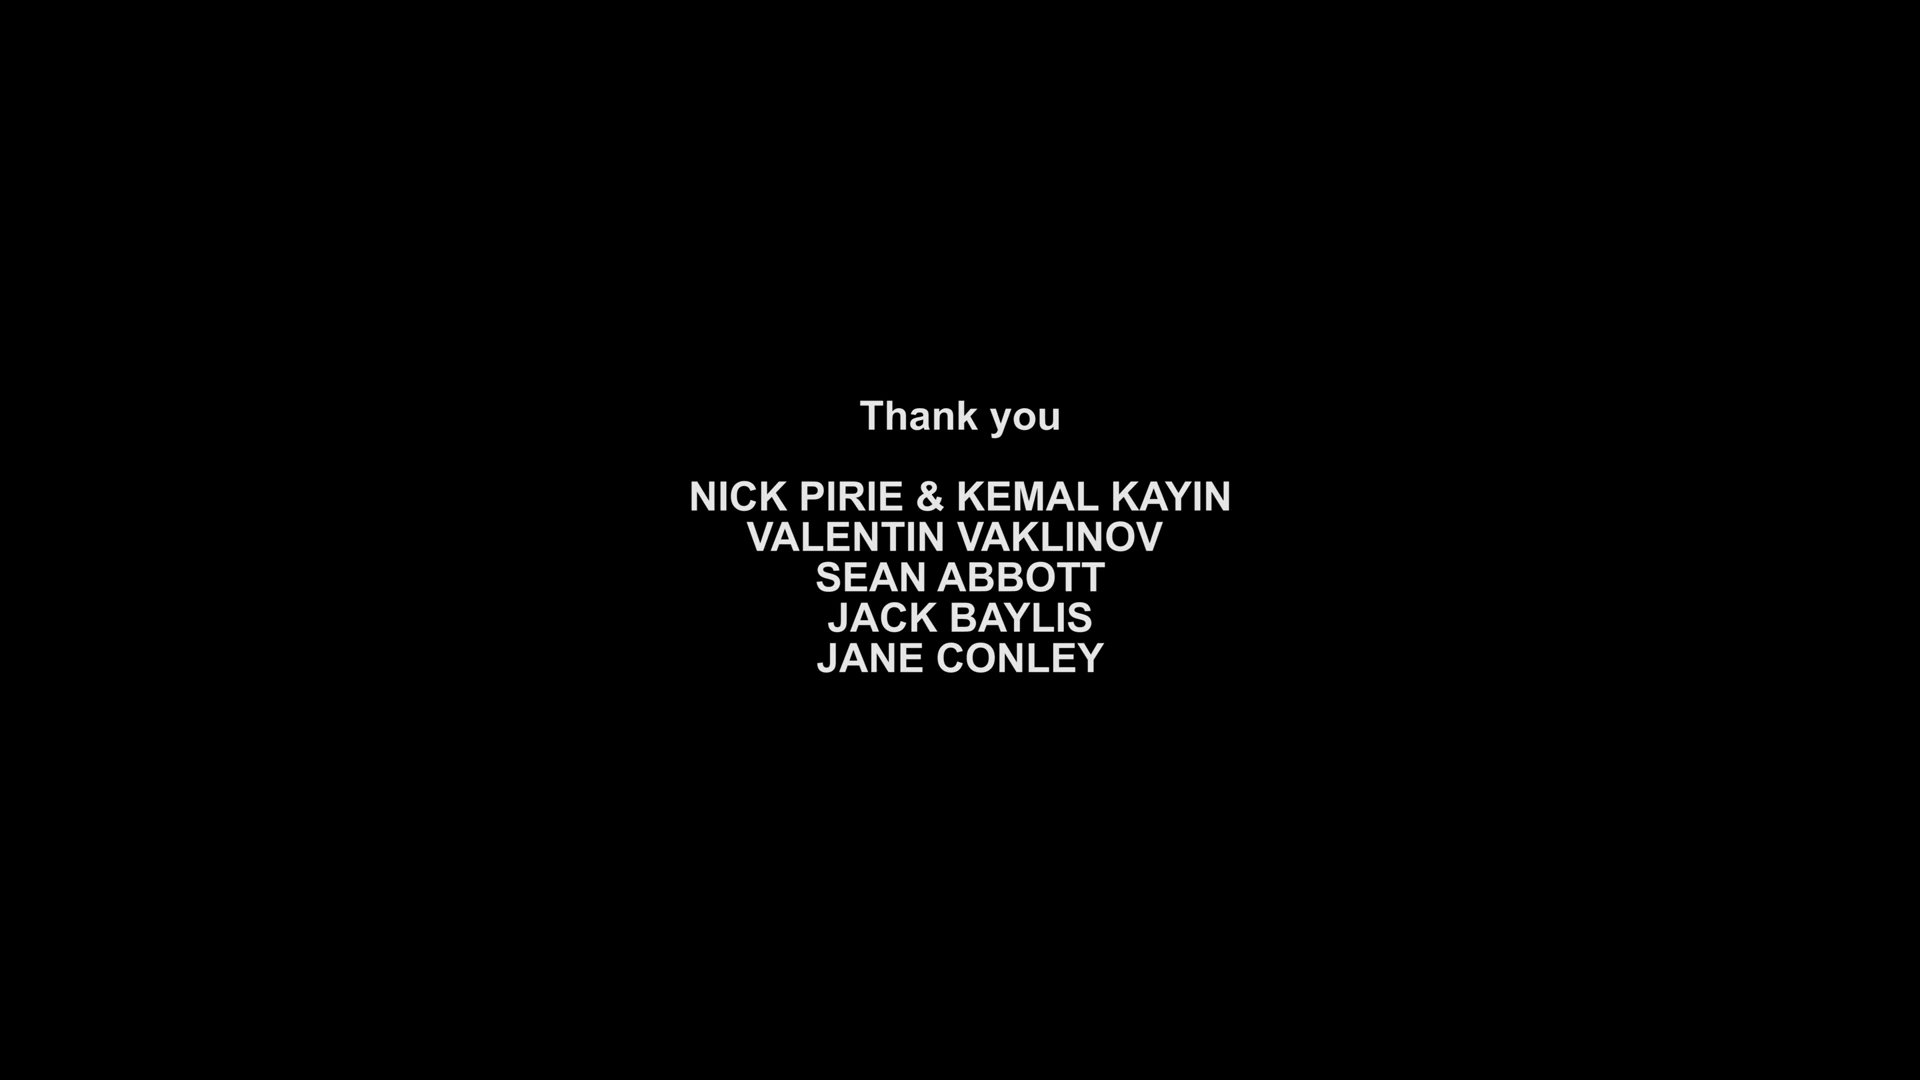 Thank you
NICK PIRIE & KEMAL KAYIN
VALENTIN VAKLINOV
SEAN ABBOTT
JACK BAYLIS
JANE CONLEY